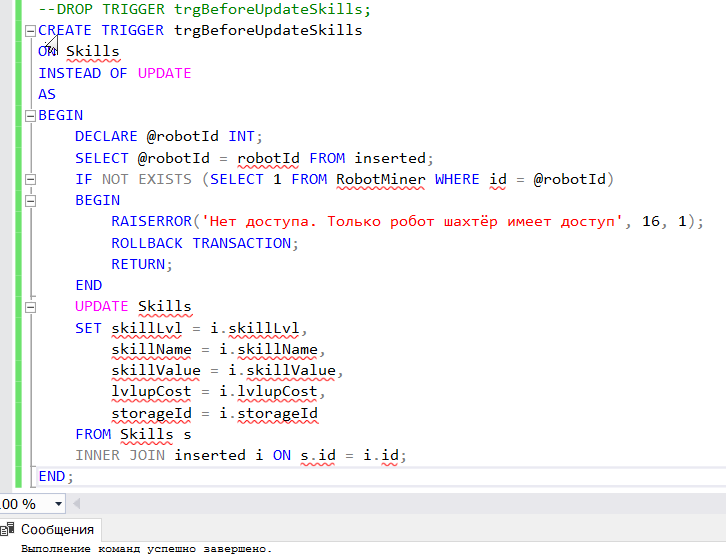 --DROP TRIGGER trgBeforeUpdateSkills;
CREATE TRIGGER trgBeforeUpdateSkills
ON Skills
INSTEAD OF UPDATE
AS
BEGIN
DECLARE @robotId INT;
SELECT @robotId = robotId FROM inserted;
IF NOT EXISTS (SELECT 1 FROM RobotMiner WHERE id = @robotId)
BEGIN
RAISERROR('Нет доступа. Только робот шахтёр имеет доступ', 16, 1);
ROLLBACK TRANSACTION;
RETURN;
END
UPDATE Skills
SET skillLvl = i.skillLvl,
skillName = i.skillName,
skillValue = i.skillValue,
lvlupCost = i.lvlupCost,
storageId = i.storageId
FROM Skills s
INNER JOIN inserted i ON s.id = i.id;
END;
00 %
Сообщения
Выполнение команд успешно завершено.